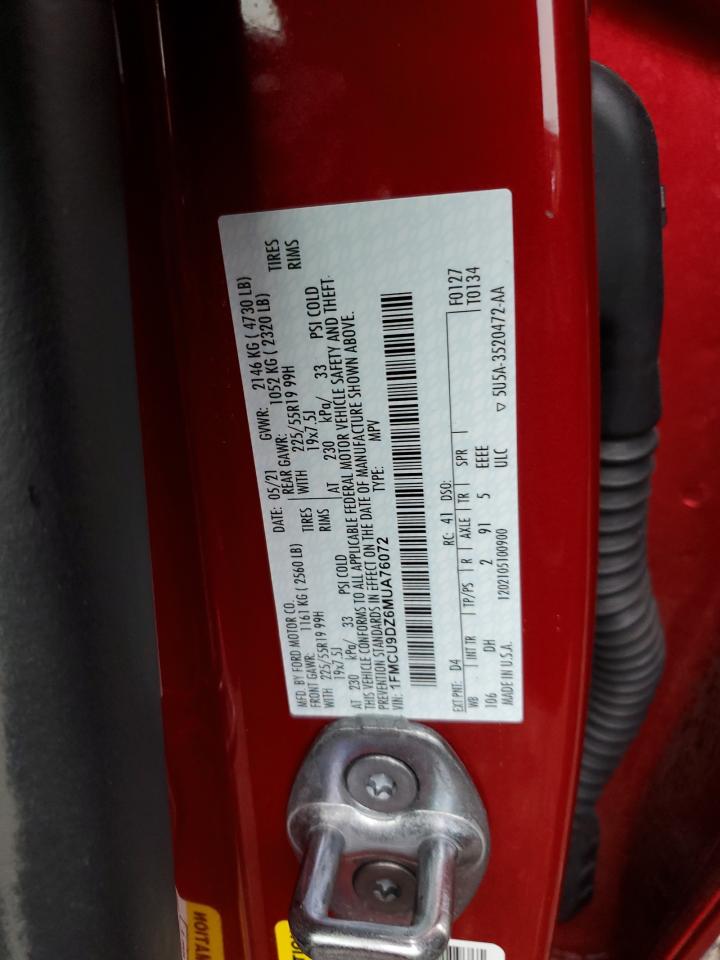 MFD. BY FORD MOTOR CO. DATE: 05/21 GVWR: 2146 KG ( 4730 LB)
FRONT GAWR: 1161 KG ( 2560 LB) REAR GAWR: 1052 KG ( 2320 LB)
WITH 225/55R19 99H TIRES WITH 225/55R19 99H TIRES
19x7.5J RIMS 19x7.5J RIMS
AT 230 kPa/ 33 PSI COLD AT 230 kPa/ 33 PSI COLD
THIS VEHICLE CONFORMS TO ALL APPLICABLE FEDERAL MOTOR VEHICLE SAFETY AND THEFT
PREVENTION STANDARDS IN EFFECT ON THE DATE OF MANUFACTURE SHOWN ABOVE.
VIN: 1FMCU9DZ6MUA76072 TYPE: MPV
F0127
T0134
EXT PNT: D4 RC: 41 DSO:
WB INT TR TP/PS R AXLE TR SPR
106 DH 2 91 5 EEEE
ULC
MADE IN U.S.A. 1202105100900 ▽ 5U5A-3520472-AA